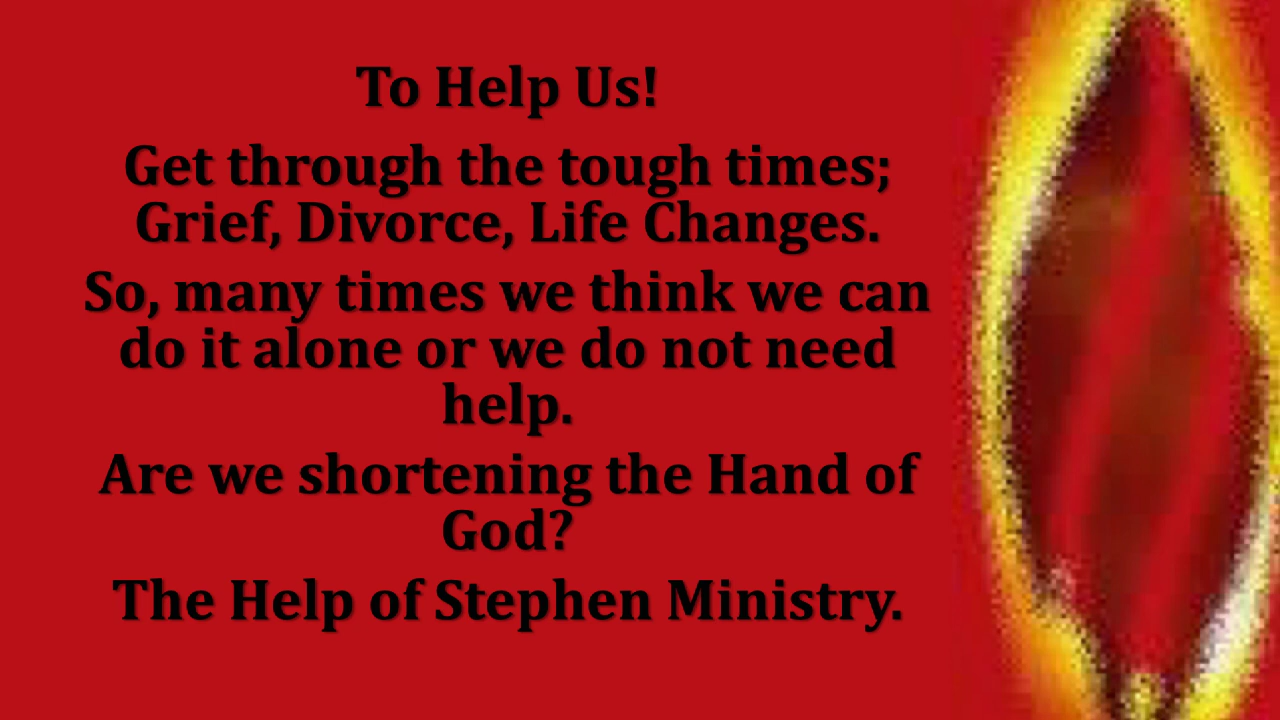 To Help Us!
Get through the tough times;
Grief, Divorce, Life Changes.
So, many times we think we can
do it alone or we do not need
help.
Are we shortening the Hand of
God?
The Help of Stephen Ministry.